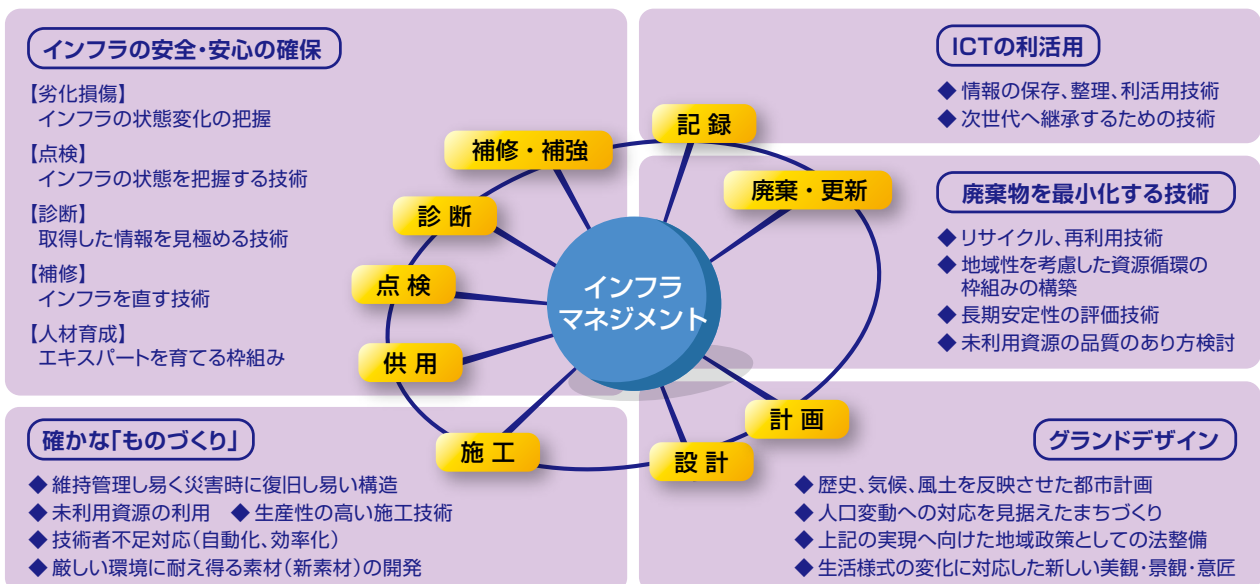 インフラの安全・安心の確保
【劣化損傷】
インフラの状態変化の把握
【点検】
インフラの状態を把握する技術
【診断】
取得した情報を見極める技術
【補修】
インフラを直す技術
【人材育成】
エキスパートを育てる枠組み
ICTの利活用
◆ 情報の保存、整理、利活用技術
◆ 次世代へ継承するための技術
廃棄物を最小化する技術
◆ リサイクル、再利用技術
◆ 地域性を考慮した資源循環の
枠組みの構築
◆ 長期安定性の評価技術
◆ 未利用資源の品質のあり方検討
記録
補修・補強
廃棄・更新
診断
点検
供用
施工
設計
計画
インフラ
マネジメント
確かな「ものづくり」
◆ 維持管理し易く災害時に復旧し易い構造
◆ 未利用資源の利用 ◆ 生産性の高い施工技術
◆ 技術者不足対応(自動化、効率化)
◆ 厳しい環境に耐え得る素材(新素材)の開発
グランドデザイン
◆ 歴史、気候、風土を反映させた都市計画
◆ 人口変動への対応を見据えたまちづくり
◆ 上記の実現へ向けた地域政策としての法整備
◆ 生活様式の変化に対応した新しい美観・景観・意匠